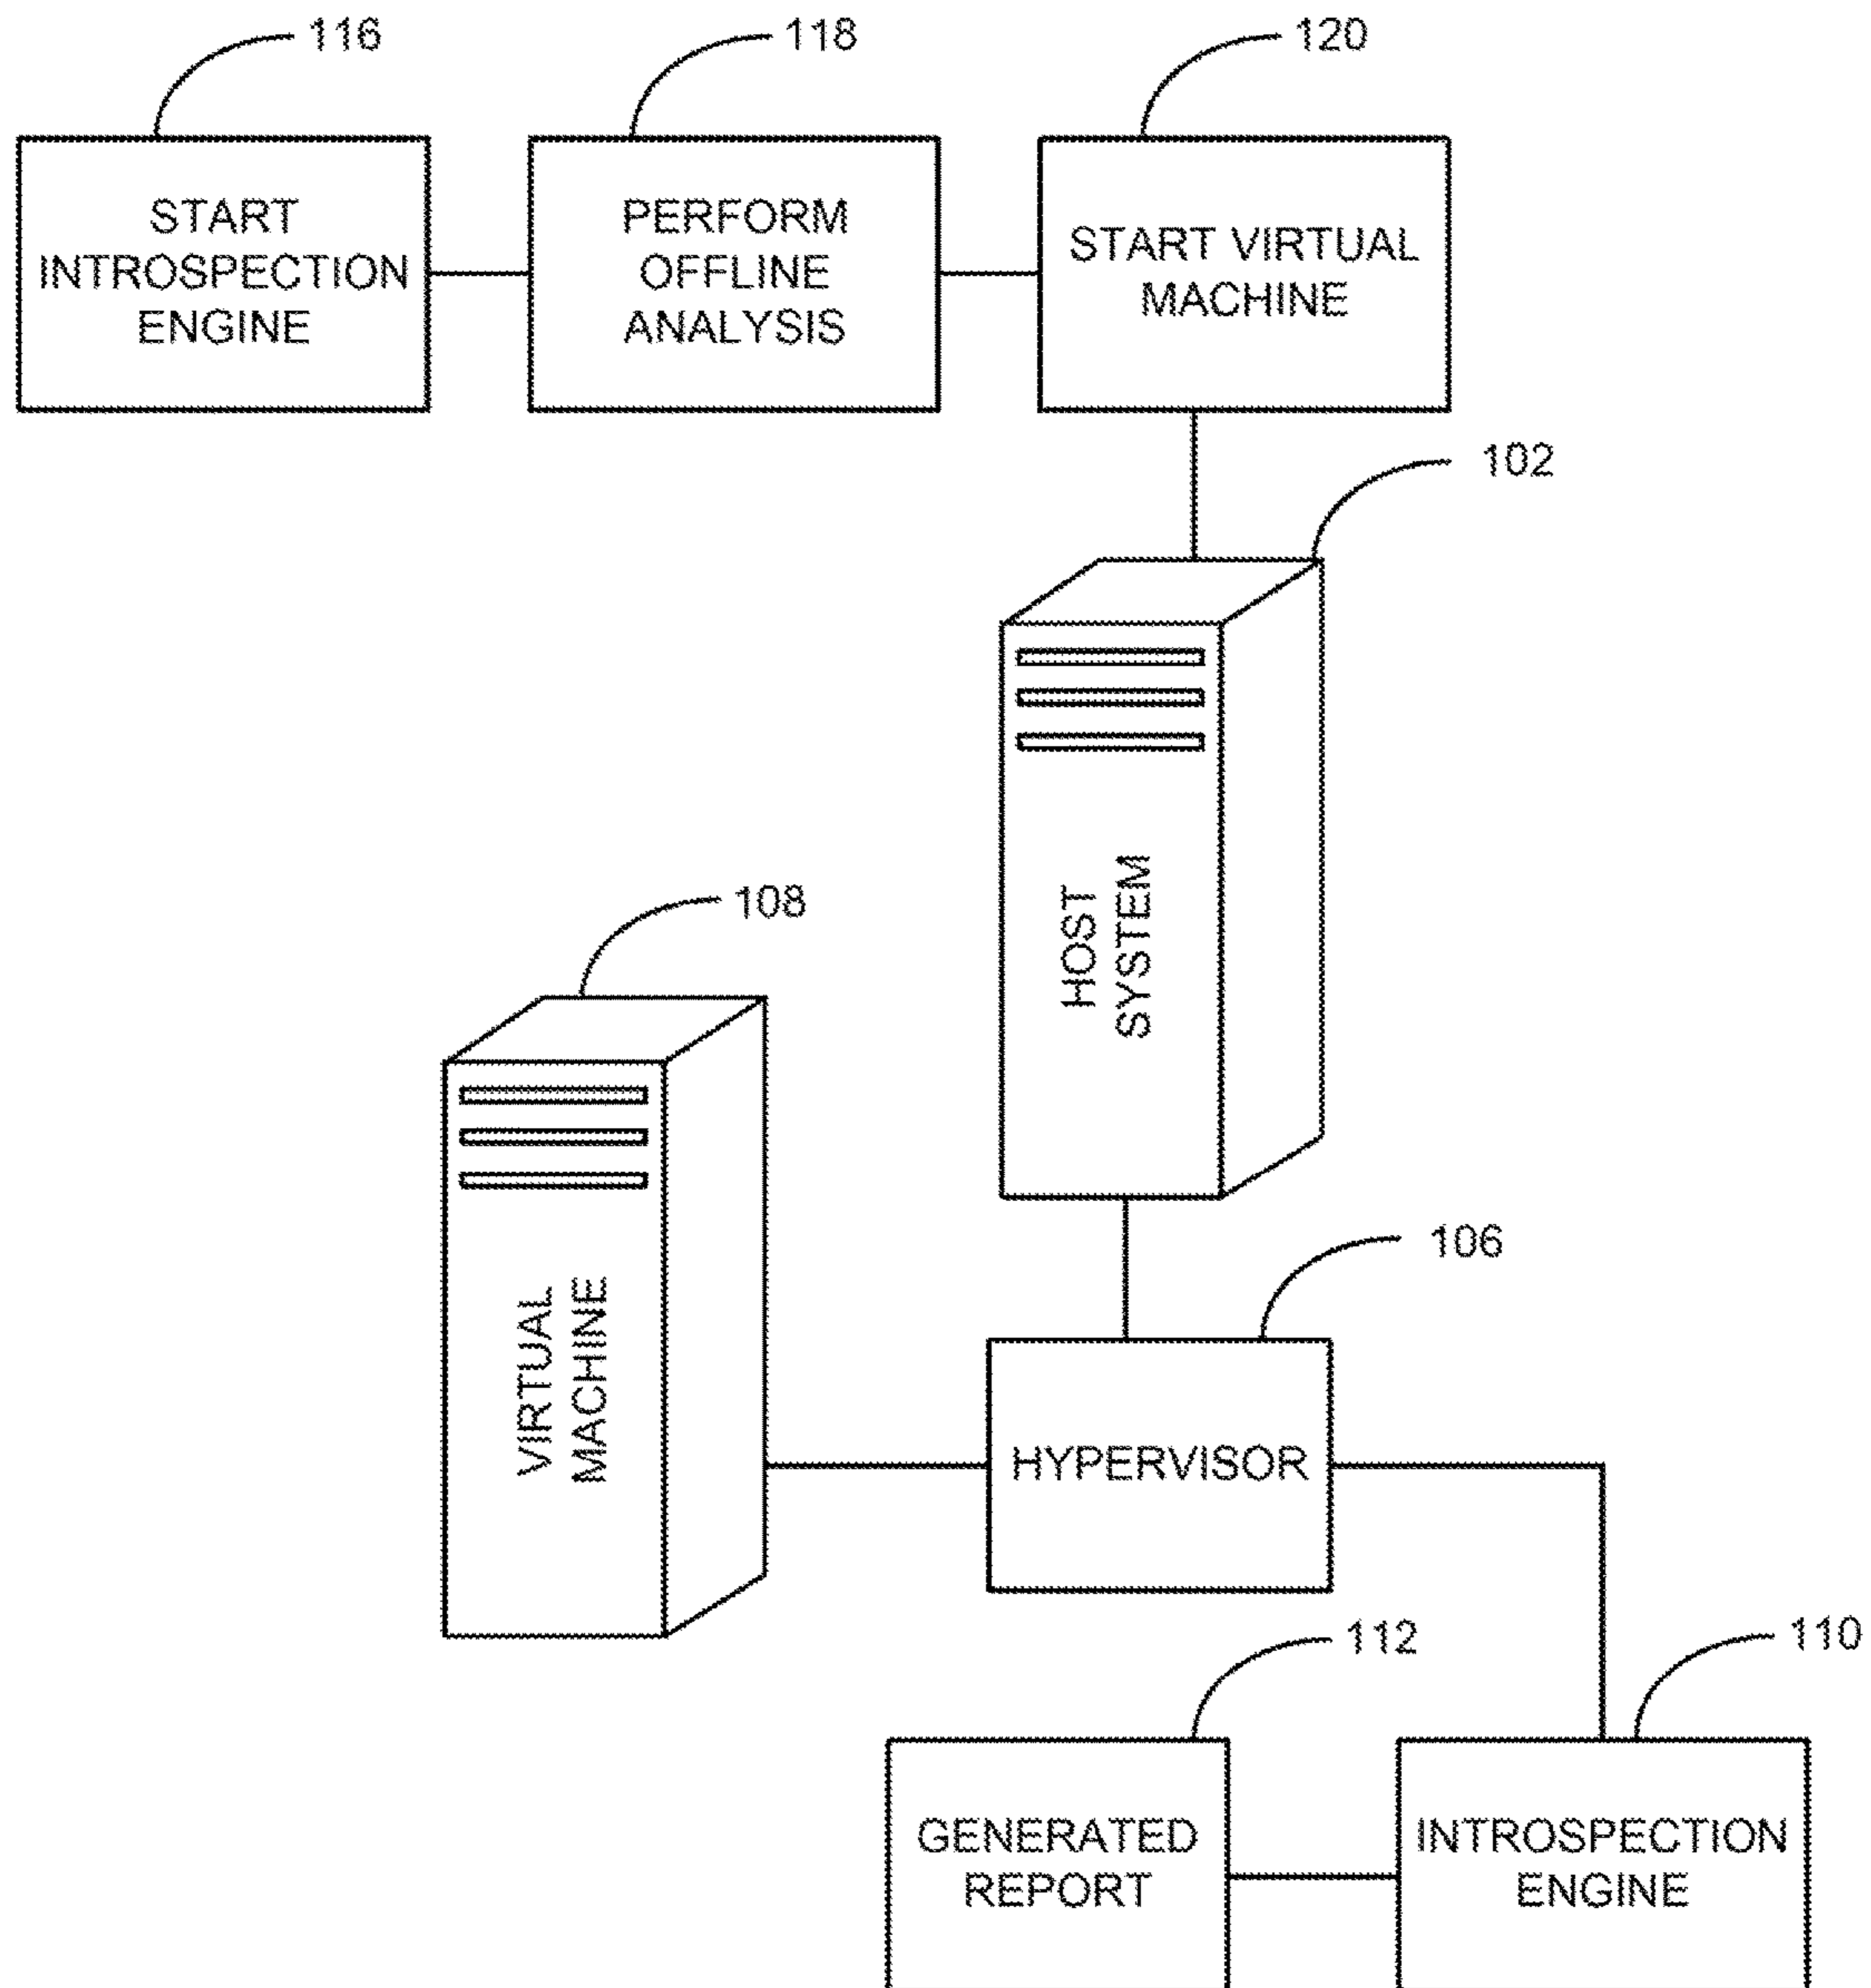 116
118
120
START
INTROSPECTION
ENGINE
PERFORM
OFFLINE
ANALYSIS
START VIRTUAL
MACHINE
102
HOST
SYSTEM
108
VIRTUAL
MACHINE
106
HYPERVISOR
112
110
GENERATED
REPORT
INTROSPECTION
ENGINE